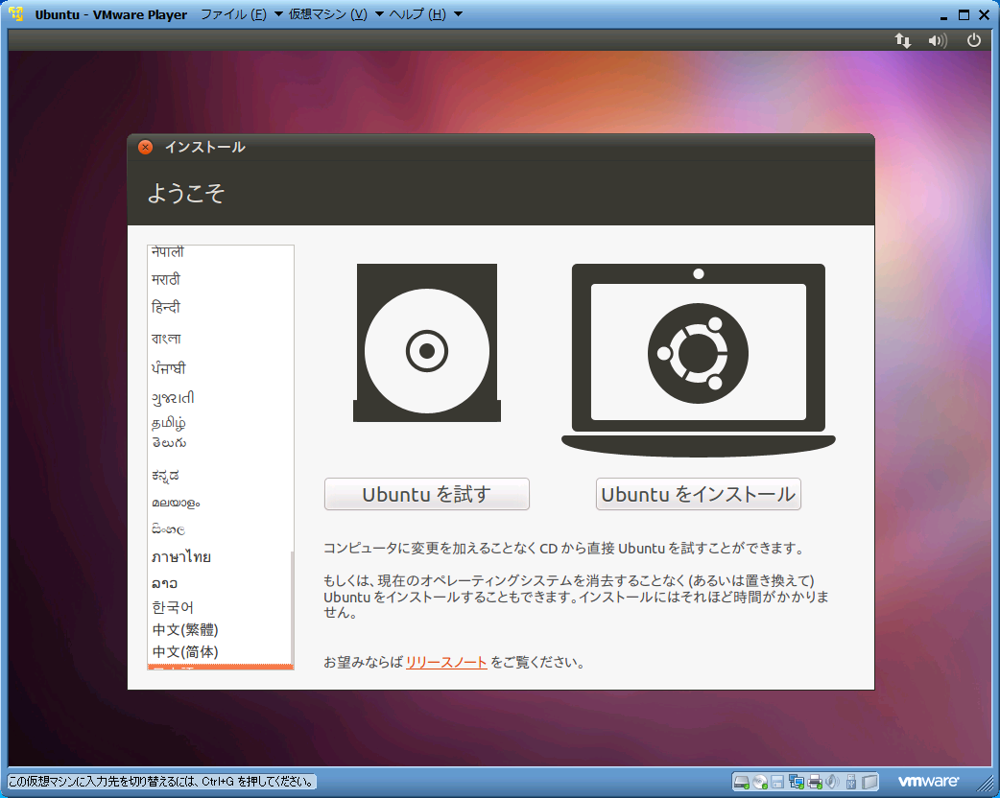 Ubuntu - VMware Player ファイル (F) 仮想マシン (V) ヘルプ (H)
インストール
ようこそ
नेपाली
मराठी
हिन्दी
বাংলা
ਪੰਜਾਬੀ
ગુજરાતી
தமிழ்
తెలుగు
ಕನ್ನಡ
മലയാളം
සිංහල
ภาษาไทย
ລາວ
한국어
中文(繁體)
中文(简体)
Ubuntu を試す
Ubuntu をインストール
コンピュータに変更を加えることなく CD から直接 Ubuntu を試すことができます。
もしくは、現在のオペレーティングシステムを消去することなく (あるいは置き換えて)
Ubuntu をインストールすることもできます。インストールにはそれほど時間がかかりま
せん。
お望みならば リリースノート をご覧ください。
この仮想マシンに入力先を切り替えるには、Ctrl+G を押してください。
vmware